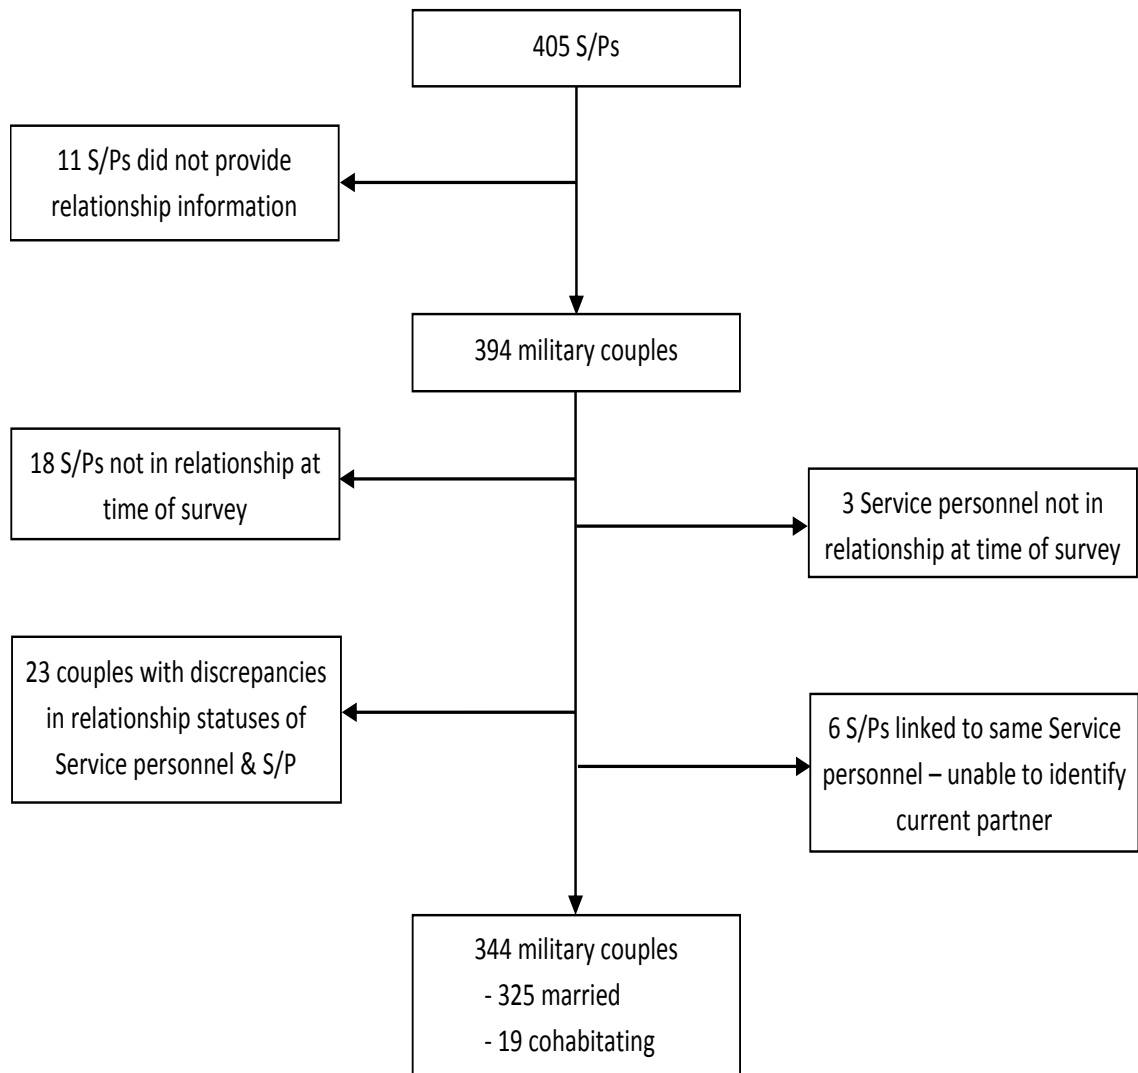 405 S/Ps
11 S/Ps did not provide
relationship information
394 military couples
18 S/Ps not in relationship at
time of survey
3 Service personnel not in
relationship at time of survey
23 couples with discrepancies
in relationship statuses of
Service personnel & S/P
6 S/Ps linked to same Service
personnel – unable to identify
current partner
344 military couples
- 325 married
- 19 cohabitating